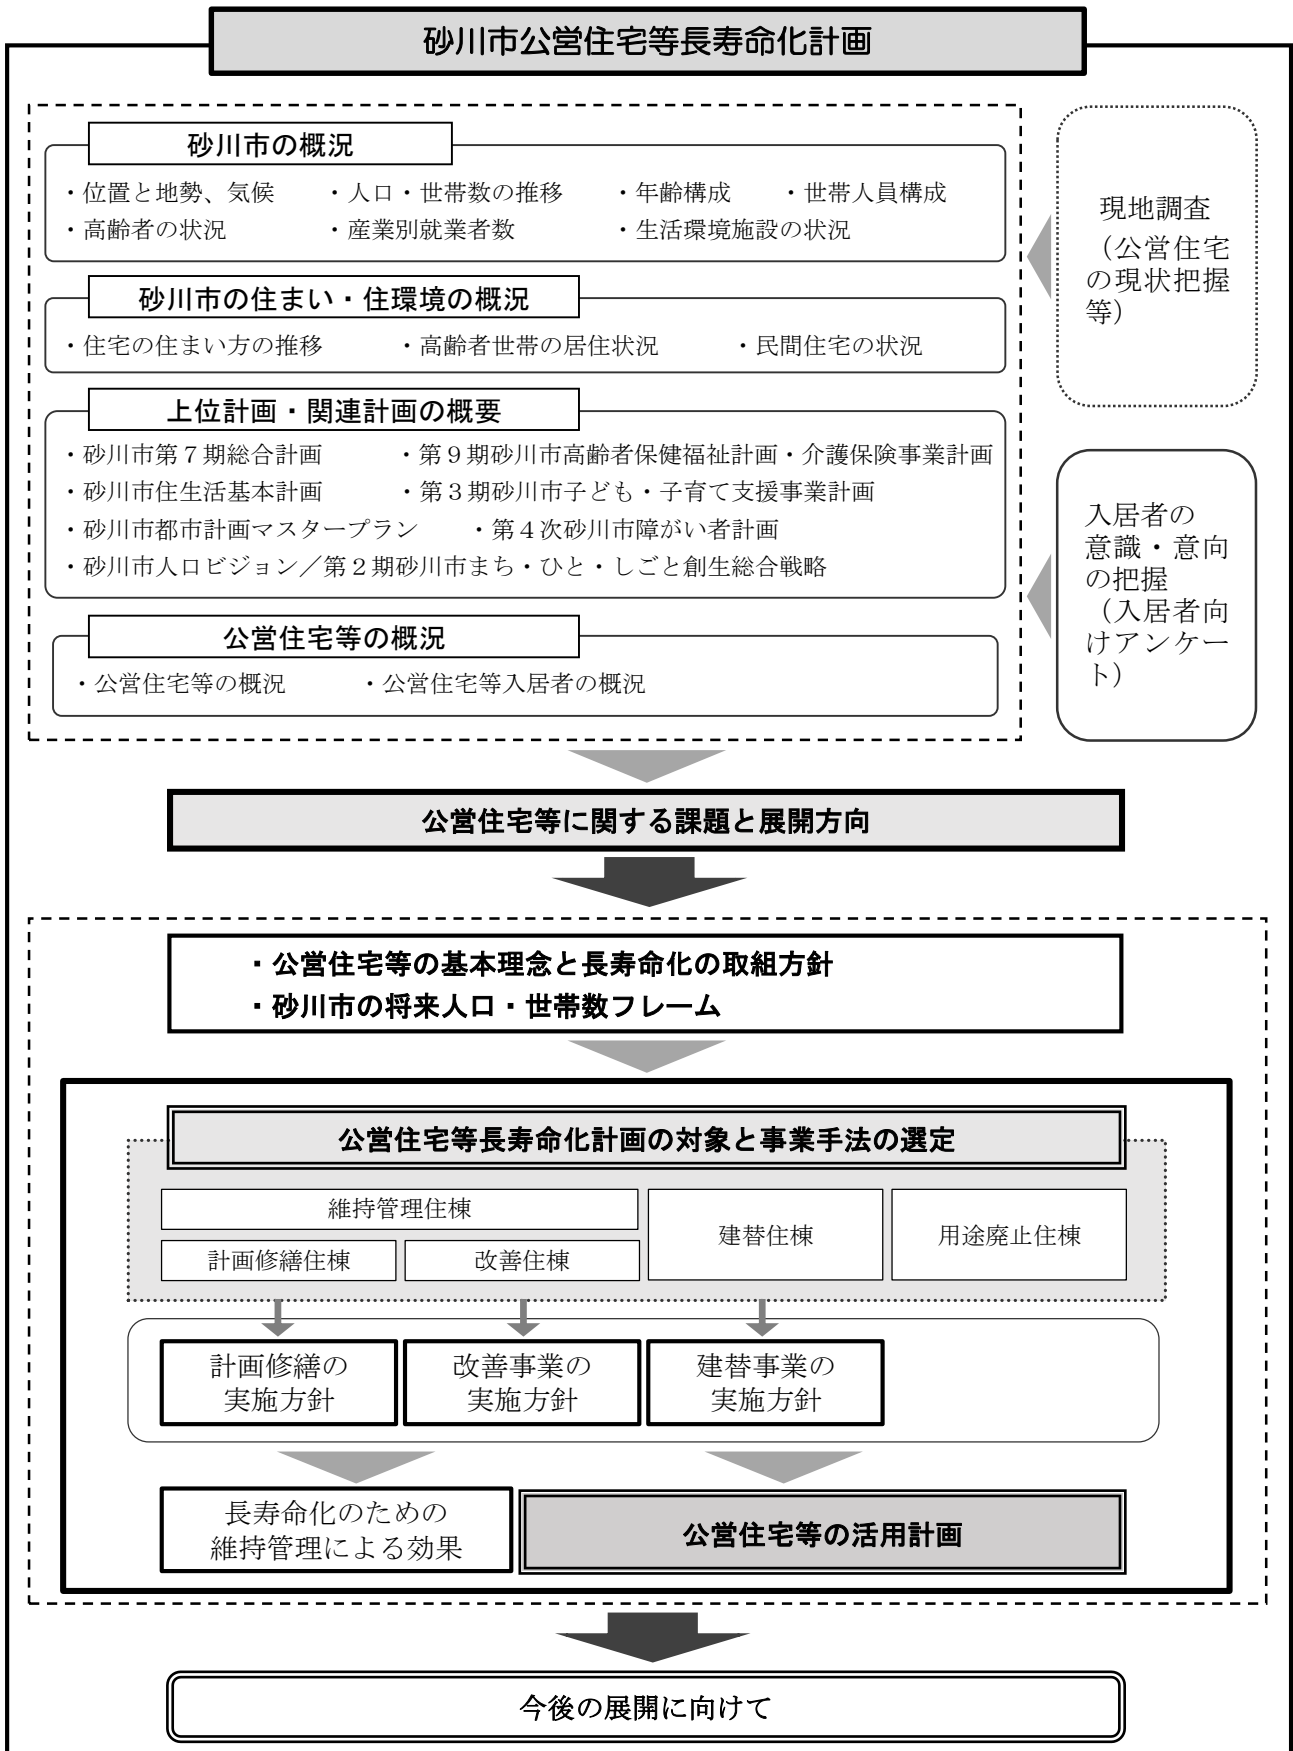 砂川市公営住宅等長寿命化計画
砂川市の概況
・位置と地勢、気候 ・人口・世帯数の推移 ・年齢構成 ・世帯人員構成
・高齢者の状況 ・産業別就業者数 ・生活環境施設の状況
砂川市の住まい・住環境の概況
・住宅の住まい方の推移 ・高齢者世帯の居住状況 ・民間住宅の状況
上位計画・関連計画の概要
・砂川市第７期総合計画 ・第９期砂川市高齢者保健福祉計画・介護保険事業計画
・砂川市住生活基本計画 ・第３期砂川市子ども・子育て支援事業計画
・砂川市都市計画マスタープラン ・第４次砂川市障がい者計画
・砂川市人口ビジョン／第２期砂川市まち・ひと・しごと創生総合戦略
公営住宅等の概況
・公営住宅等の概況 ・公営住宅等入居者の概況
現地調査
（公営住宅
の現状把握
等）
入居者の
意識・意向
の把握
（入居者向
けアンケー
ト）
公営住宅等に関する課題と展開方向
・公営住宅等の基本理念と長寿命化の取組方針
・砂川市の将来人口・世帯数フレーム
公営住宅等長寿命化計画の対象と事業手法の選定
維持管理住棟
計画修繕住棟 改善住棟
建替住棟
用途廃止住棟
計画修繕の
実施方針
改善事業の
実施方針
建替事業の
実施方針
長寿命化のための
維持管理による効果
公営住宅等の活用計画
今後の展開に向けて